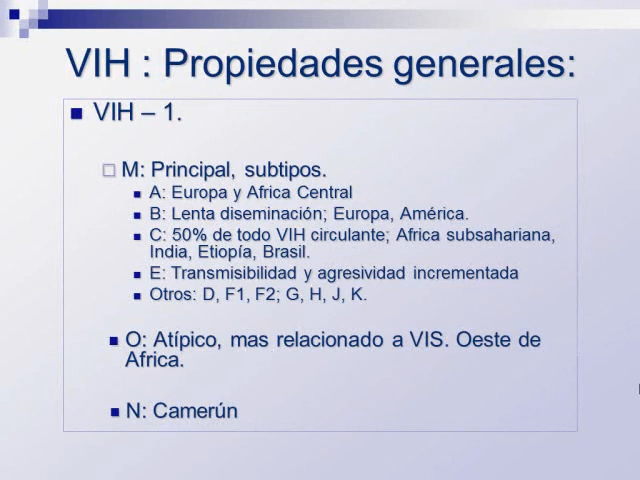 VIH : Propiedades generales:
VIH – 1.
M: Principal, subtipos.
A: Europa y Africa Central
B: Lenta diseminación; Europa, América.
C: 50% de todo VIH circulante; Africa subsahariana,
India, Etiopía, Brasil.
E: Transmisibilidad y agresividad incrementada
Otros: D, F1, F2; G, H, J, K.
O: Atípico, mas relacionado a VIS. Oeste de
Africa.
N: Camerún